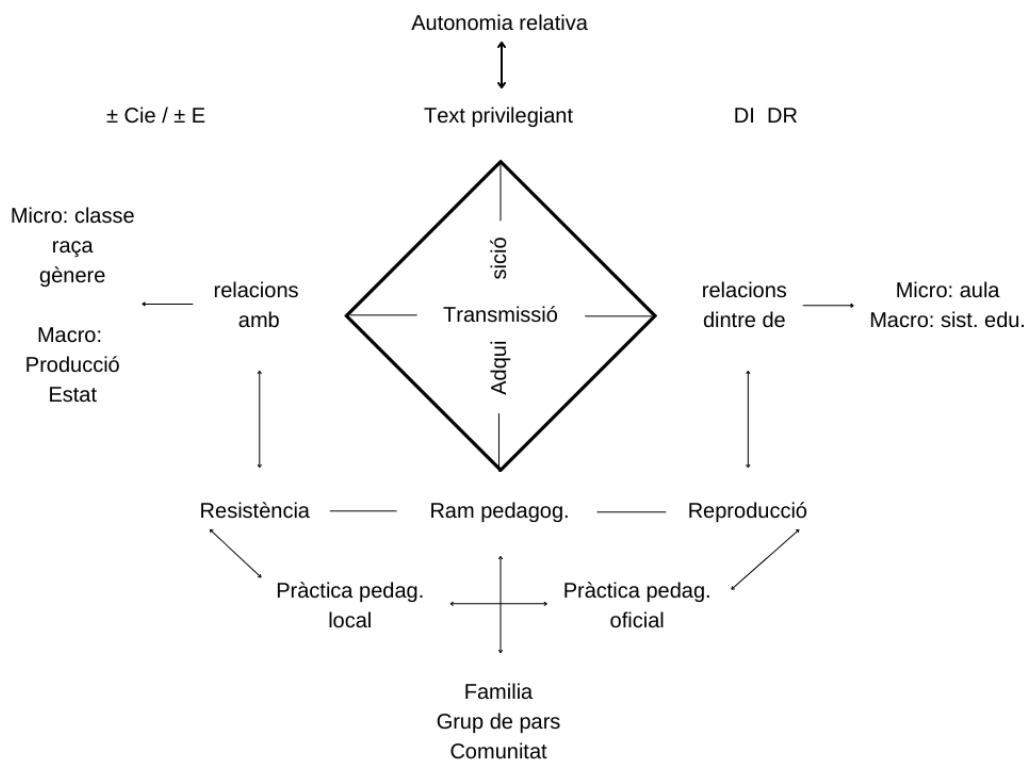 Autonomia relativa
± Cie / ± E
Text privilegiant
DI DR
Micro: classe
raça
gènere
Macro:
Producció
Estat
relacions
amb
sició
Transmissió
Adqui
relacions
dintre de
Micro: aula
Macro: sist. edu.
Resistència
Ram pedagog.
Reproducció
Pràctica pedag.
local
Pràctica pedag.
oficial
Familia
Grup de pars
Comunitat